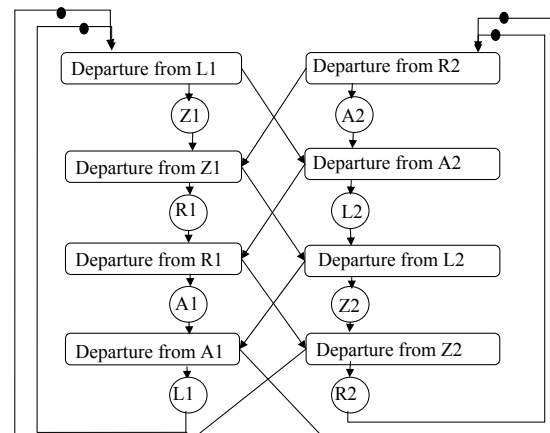 Departure from L1
Departure from R2
Z1
A2
Departure from Z1
Departure from A2
R1
L2
Departure from R1
Departure from L2
A1
Z2
Departure from A1
Departure from Z2
L1
R2